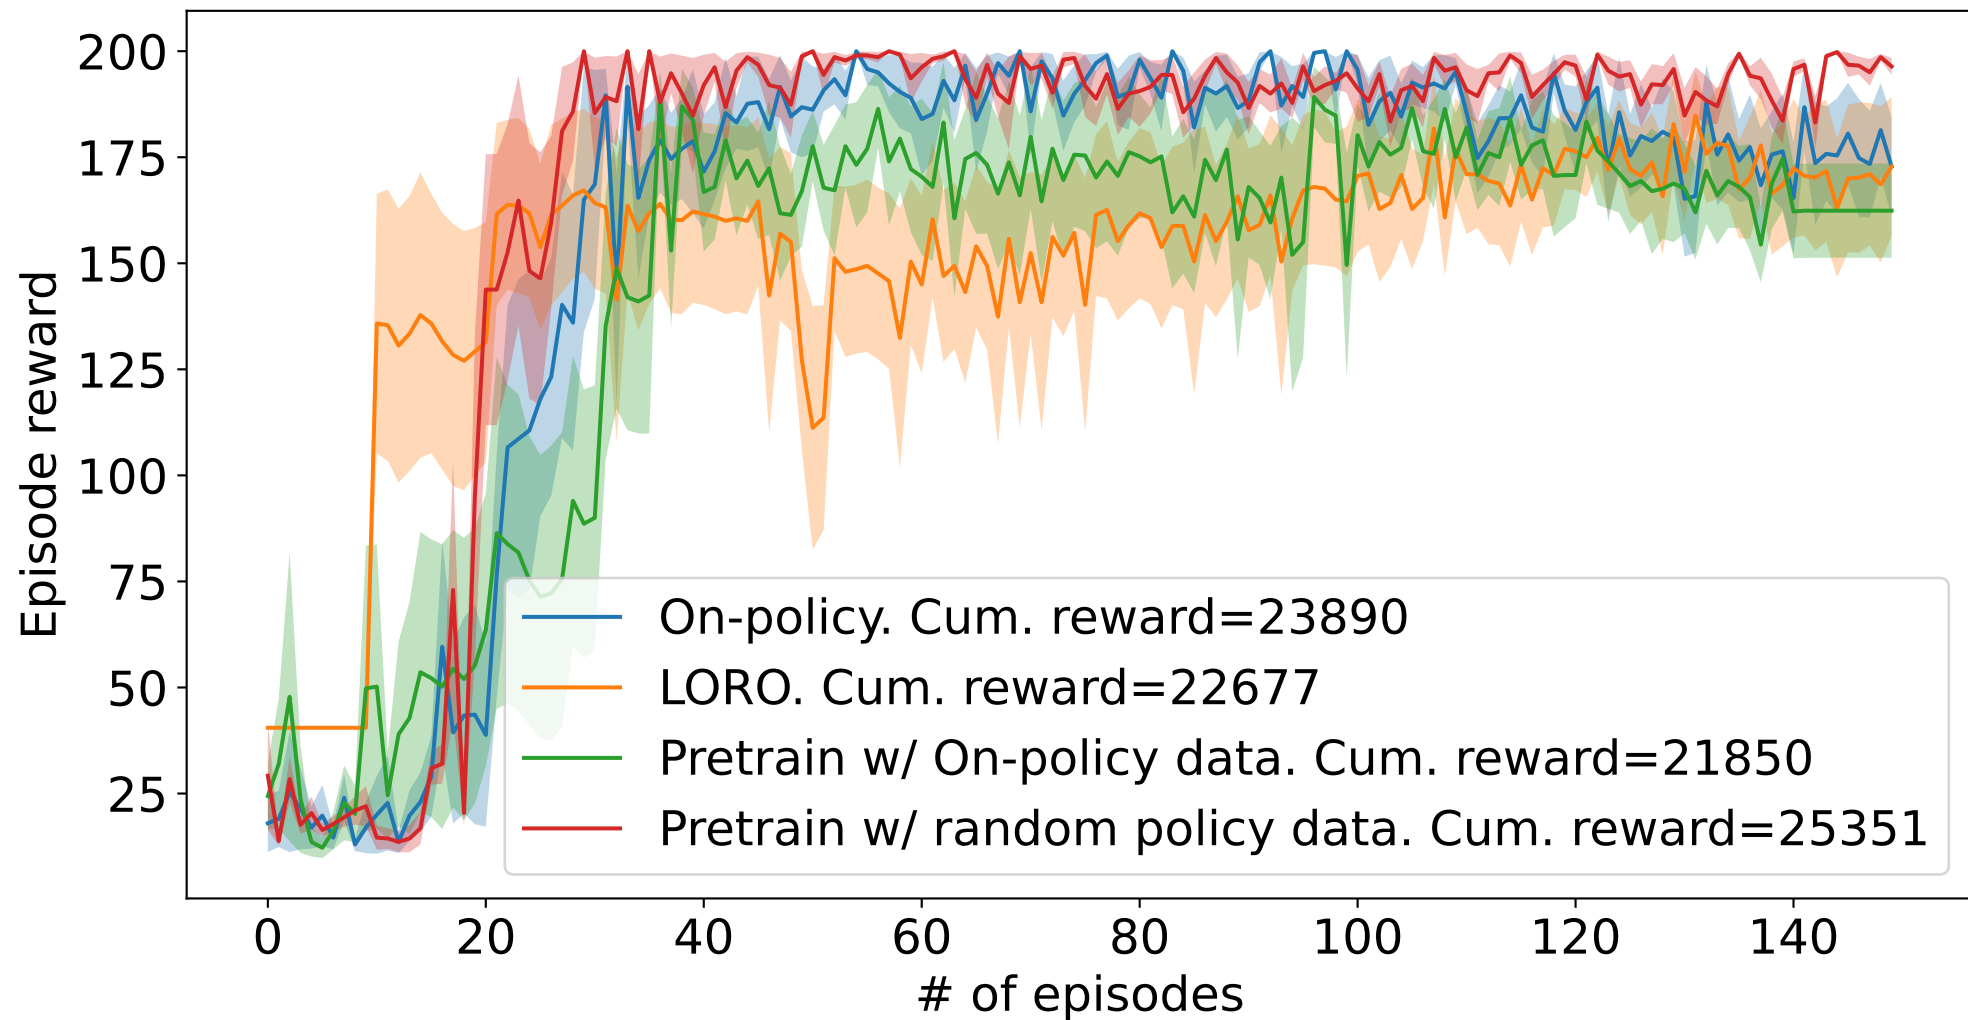 200
175
150
125
100
75
50
25
Episode reward
On-policy. Cum. reward=23890
LORO. Cum. reward=22677
Pretrain w/ On-policy data. Cum. reward=21850
Pretrain w/ random policy data. Cum. reward=25351
0 20 40 60 80 100 120 140
# of episodes